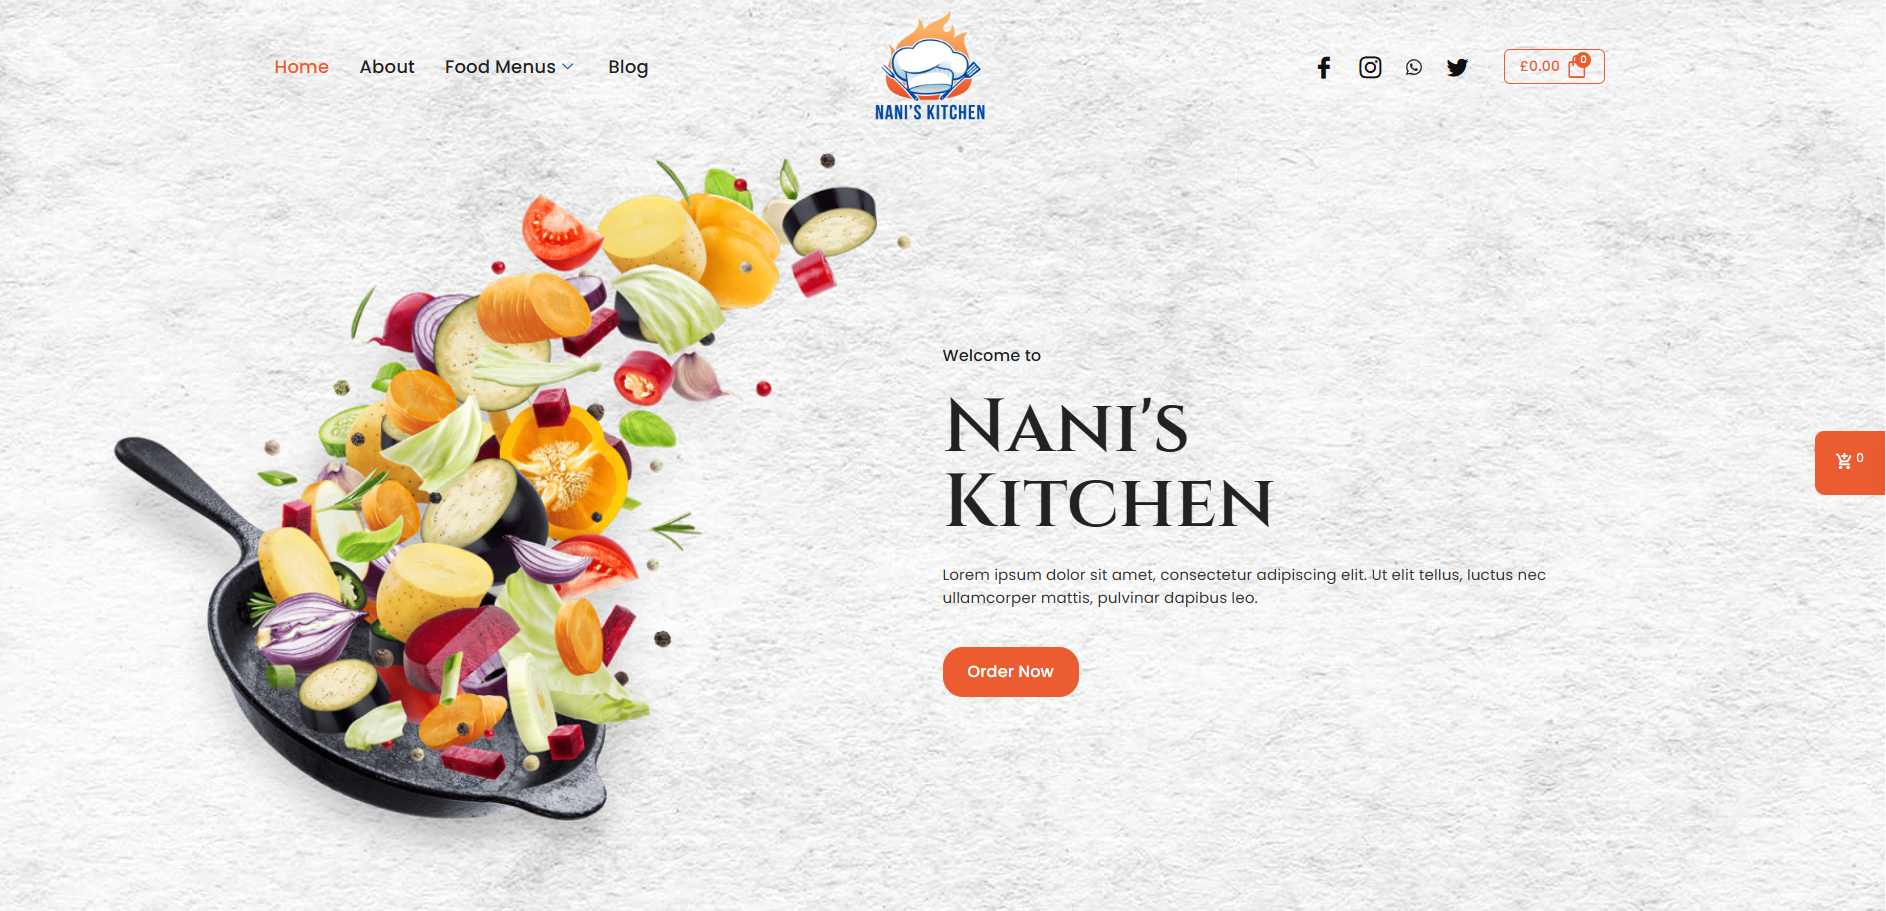 Home
About
Food Menus
Blog
NANI'S KITCHEN
£0.00
0
Welcome to
NANI'S
KITCHEN
0
Lorem ipsum dolor sit amet, consectetur adipiscing elit. Ut elit tellus, luctus nec
ullamcorper mattis, pulvinar dapibus leo.
Order Now